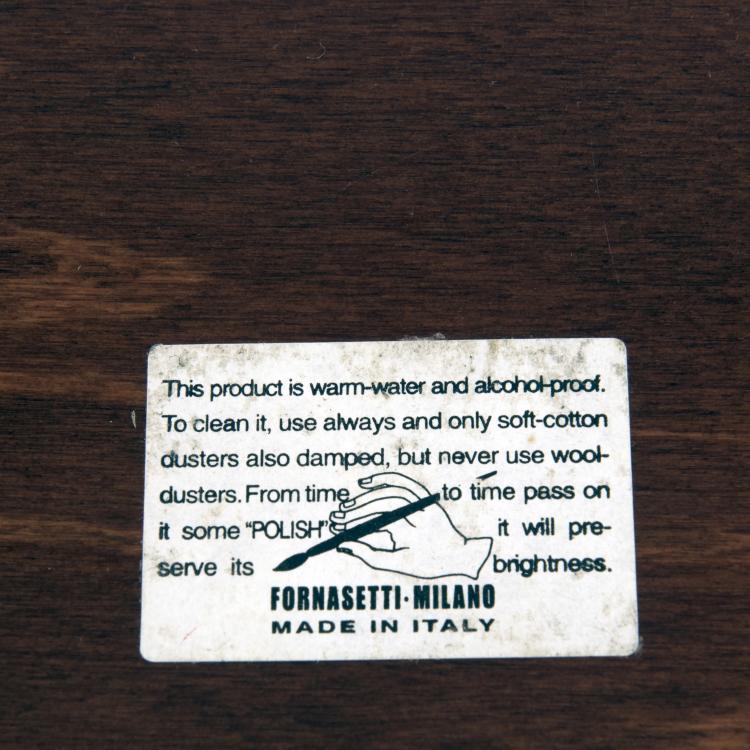 This product is warm-water and alcohol-proof.
To clean it, use always and only soft-cotton
dusters also damped, but never use wool-
dusters. From time to time pass on
it some "POLISH" it will pre-
serve its brightness.
FORNASETTI·MILANO
MADE IN ITALY